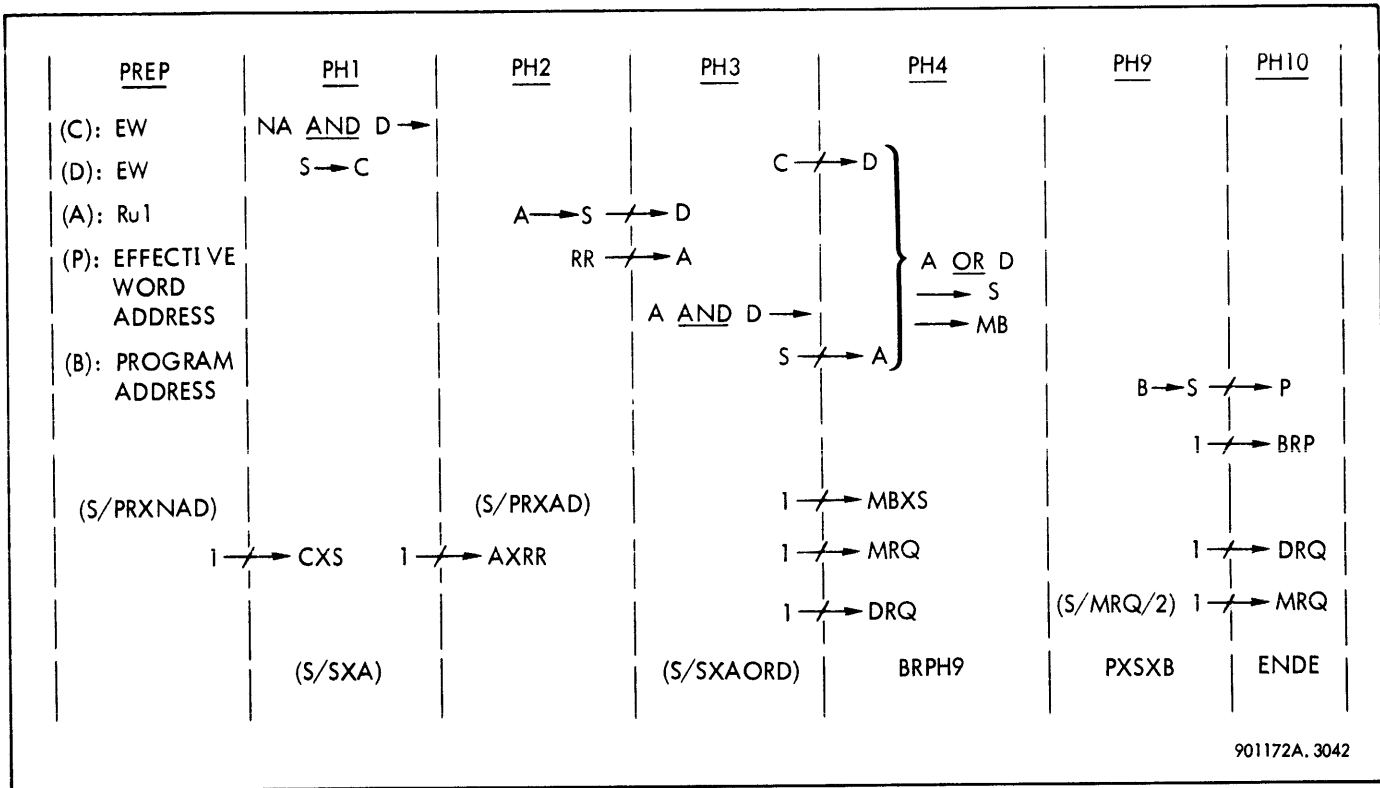 PREP PH1 PH2 PH3 PH4 PH9 PH10
(C): EW NA AND D →
(D): EW S → C C → D
(A): Ru1 A → S → D
(P): EFFECTIVE RR → A A OR D
WORD → S
ADDRESS A AND D → → MB
(B): PROGRAM S → A
ADDRESS B → S → P
1 → BRP
(S/PRXNAD) (S/PRXAD) 1 → MBXS
1 → CXS 1 → AXRR 1 → MRQ 1 → DRQ
1 → DRQ (S/MRQ/2) 1 → MRQ
(S/SXA) (S/SXAORD) BRPH9 PXSXB ENDE
901172A. 3042